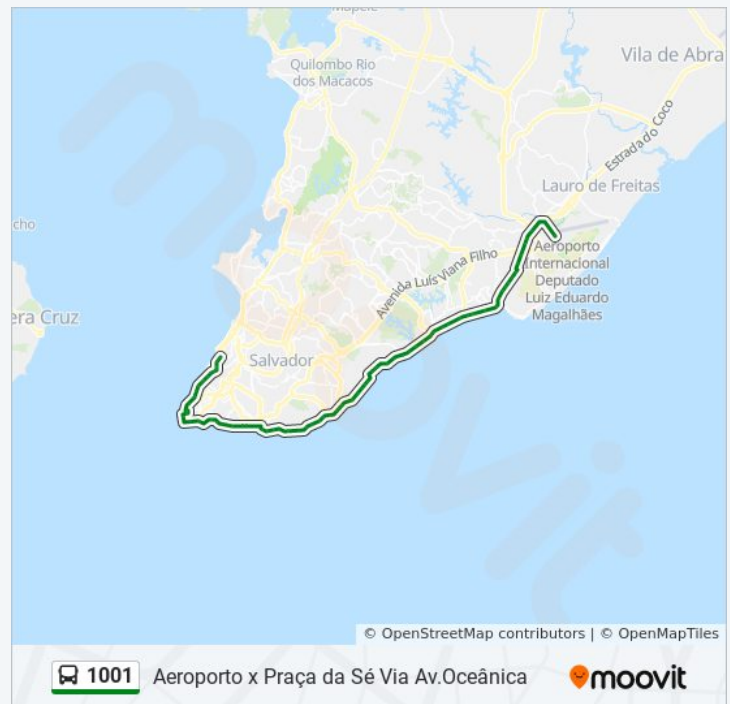 Mapele
Quilombo Rio
dos Macacos
Vila de Abra
Estrada do Coco
Lauro de Freitas
cho
Aeroporto
Internacional
Deputado
Luiz Eduardo
Magalhães
Avenida Luís Viana Filho
era Cruz
Salvador
moovit
© OpenStreetMap contributors | © OpenMapTiles
1001 Aeroporto x Praça da Sé Via Av.Oceânica
moovit